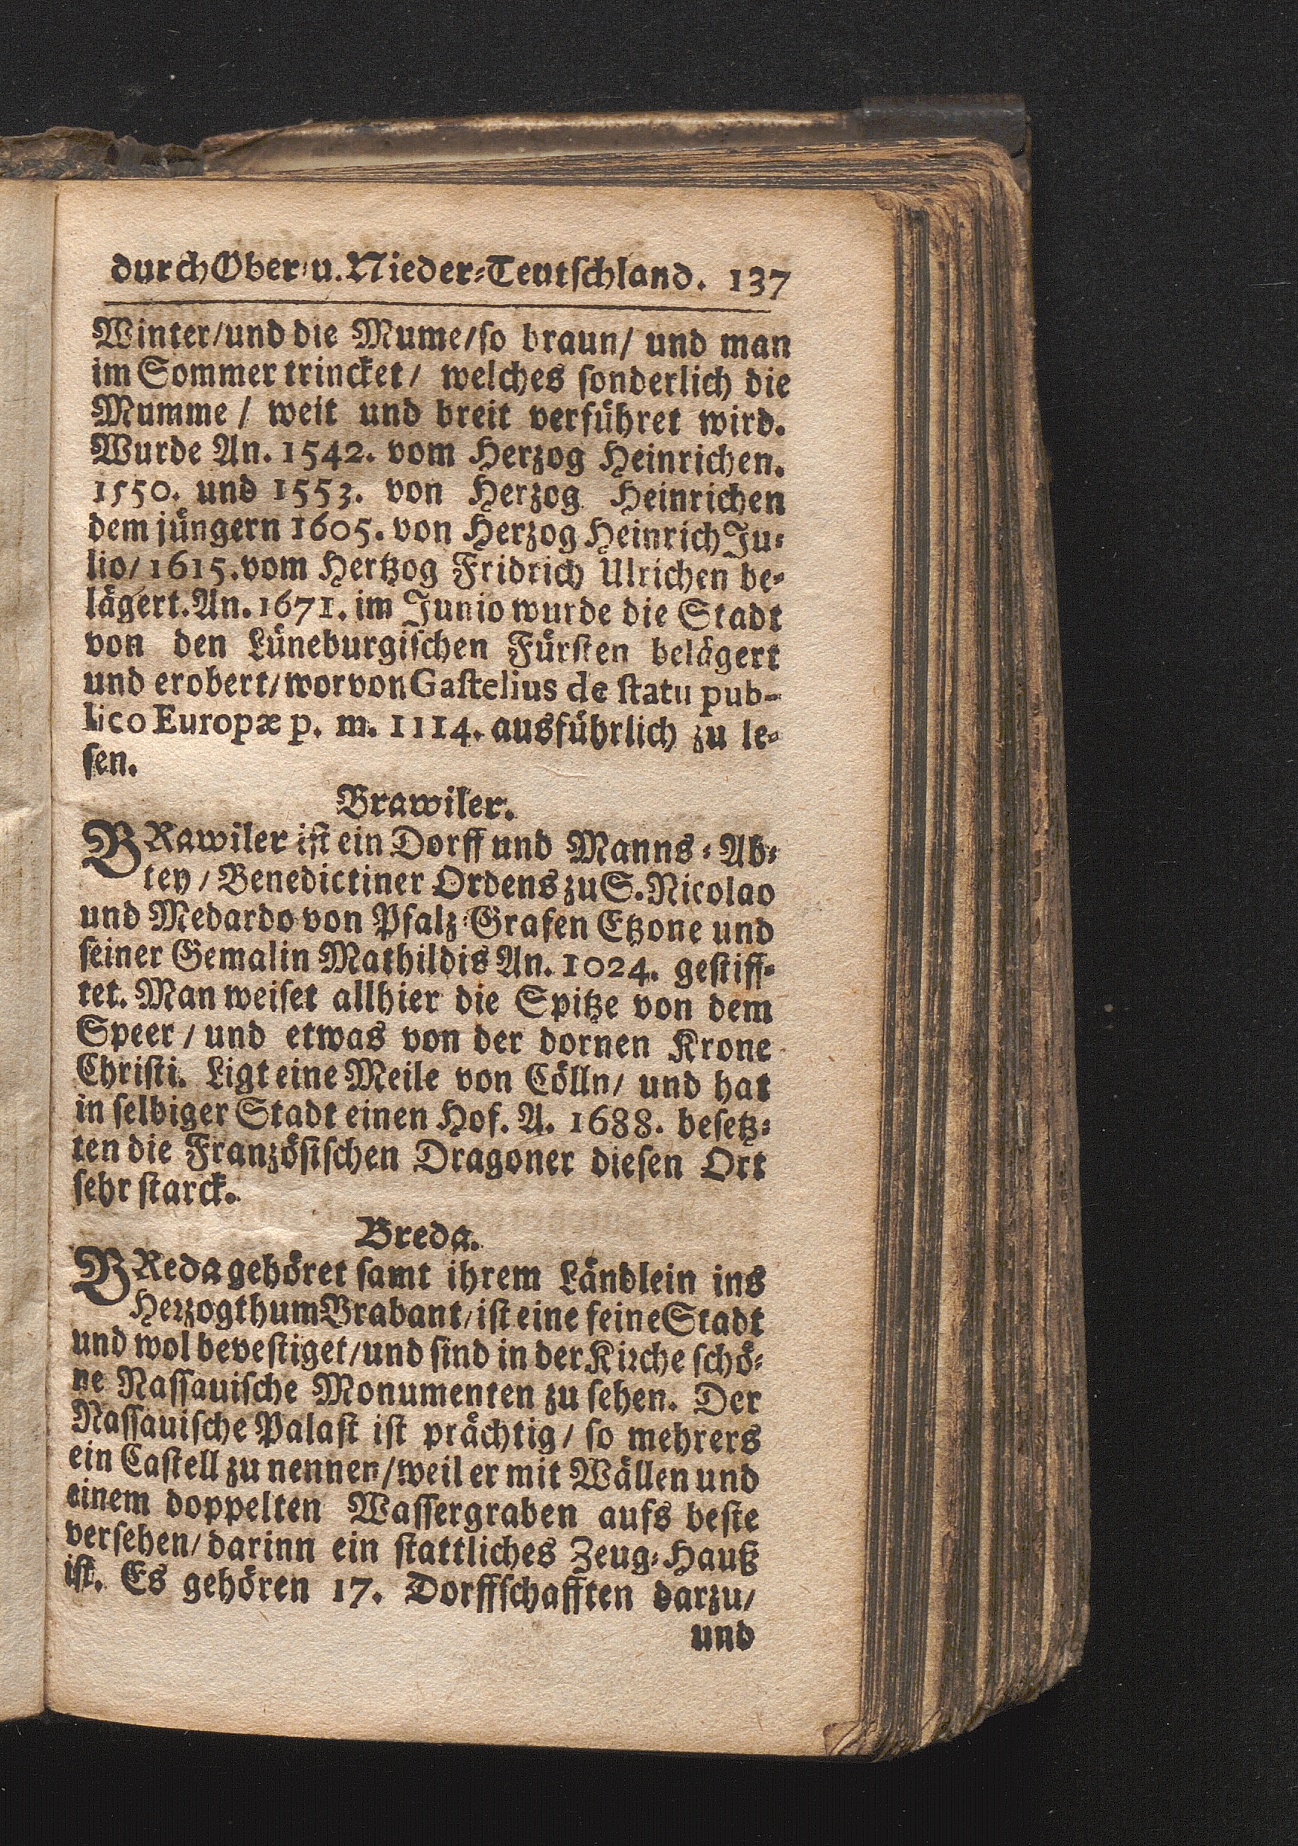 durch Ober- u. Nieder-Teutschland. 137
Winter/ und die Mume/ so braun/ und man
im Sommer trincket/ welches sonderlich die
Mumme / weit und breit verführet wird.
Wurde An. 1542. vom Herzog Heinrichen.
1550. und 1553. von Herzog Heinrichen
dem jüngern 1605. von Herzog Heinrich Ju-
lio/ 1615. vom Hertzog Fridrich Ulrichen be-
lägert. An. 1671. im Junio wurde die Stadt
von den Lüneburgischen Fürsten belägert
und erobert/ worvon Gastelius de statu pub-
lico Europæ p. m. 1114. ausführlich zu le-
sen.
Brawiler.
BRawiler ist ein Dorff und Manns-Ab-
tey / Benedictiner Ordens zu S. Nicolao
und Medardo von Pfalz-Grafen Etzone und
seiner Gemalin Mathildis An. 1024. gestiff-
tet. Man weiset allhier die Spitze von dem
Speer / und etwas von der dornen Krone
Christi. Ligt eine Meile von Cölln/ und hat
in selbiger Stadt einen Hof. A. 1688. besetz-
ten die Französischen Dragoner diesen Ort
sehr starck.
Breda.
BReda gehöret samt ihrem Ländlein ins
Herzogthum Brabant/ ist eine feine Stadt
und wol bevestiget/ und sind in der Kirche schö-
ne Nassauische Monumenten zu sehen. Der
Nassauische Palast ist prächtig / so mehrers
ein Castell zu nennen/ weil er mit Wällen und
einem doppelten Wassergraben aufs beste
versehen/ darinn ein stattliches Zeug-Hauß
ist. Es gehören 17. Dorffschafften darzu/
und